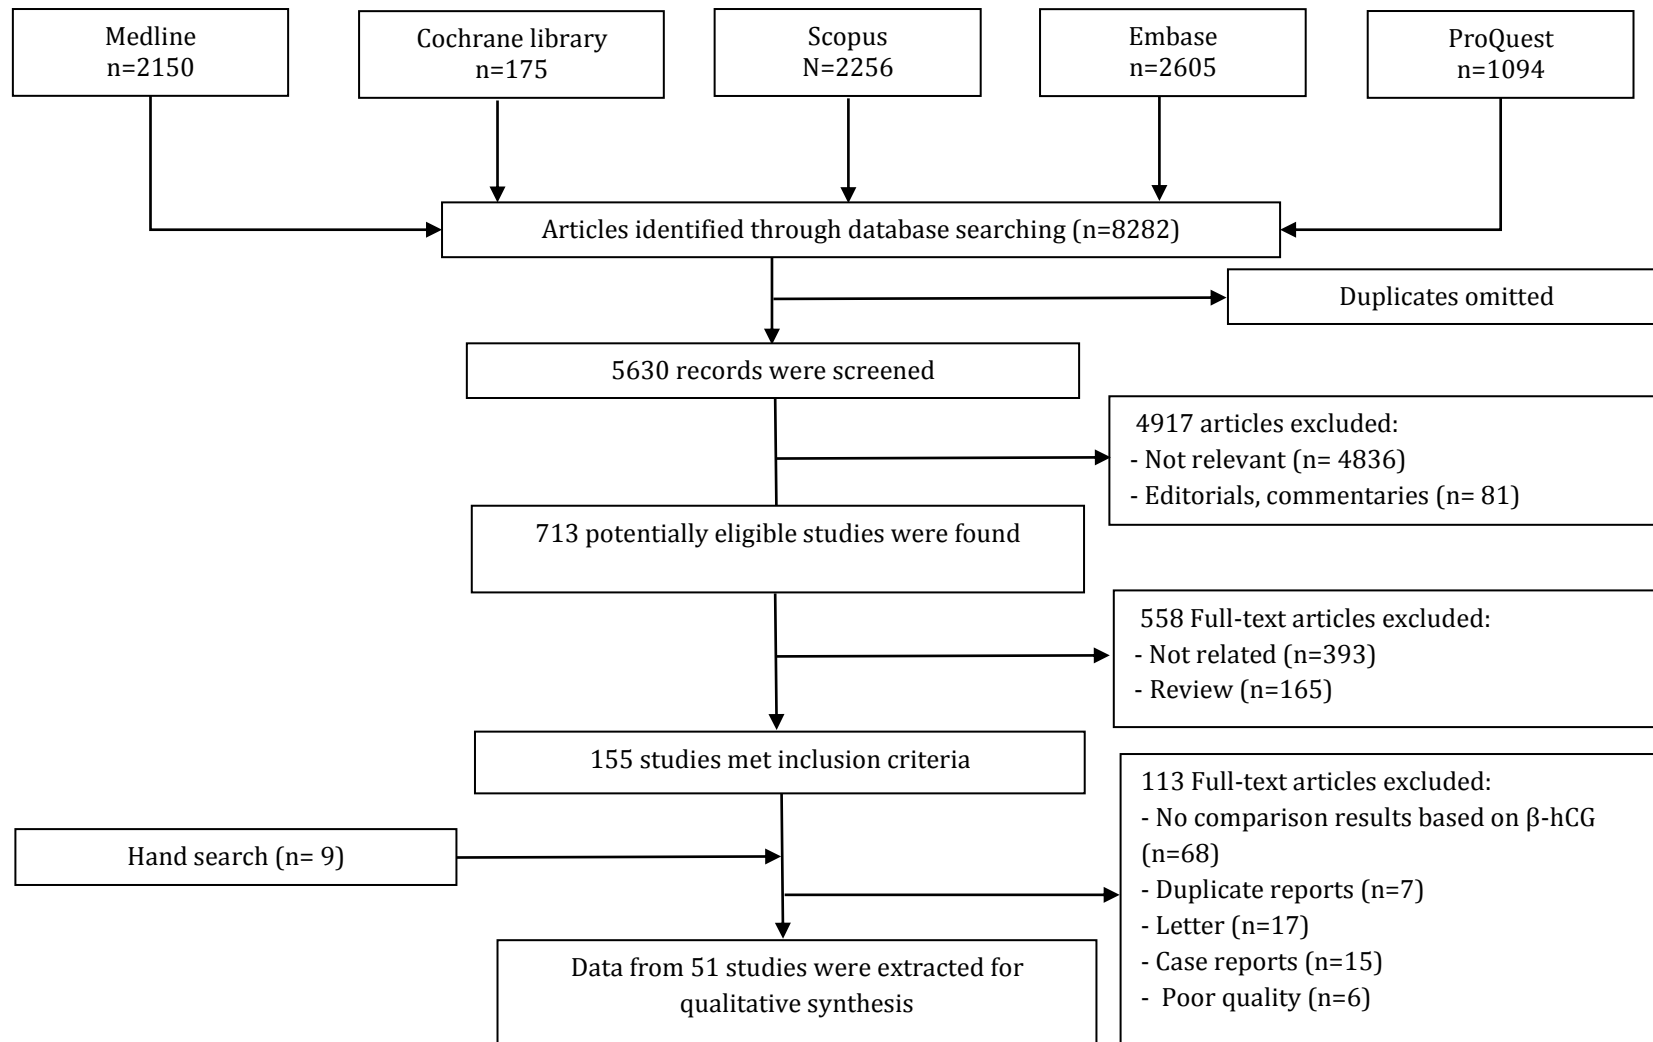 Medline
n=2150
Cochrane library
n=175
Scopus
N=2256
Embase
n=2605
ProQuest
n=1094
Articles identified through database searching (n=8282)
Duplicates omitted
5630 records were screened
4917 articles excluded:
- Not relevant (n= 4836)
- Editorials, commentaries (n= 81)
713 potentially eligible studies were found
558 Full-text articles excluded:
- Not related (n=393)
- Review (n=165)
155 studies met inclusion criteria
113 Full-text articles excluded:
- No comparison results based on β-hCG
(n=68)
- Duplicate reports (n=7)
- Letter (n=17)
- Case reports (n=15)
- Poor quality (n=6)
Hand search (n= 9)
Data from 51 studies were extracted for
qualitative synthesis